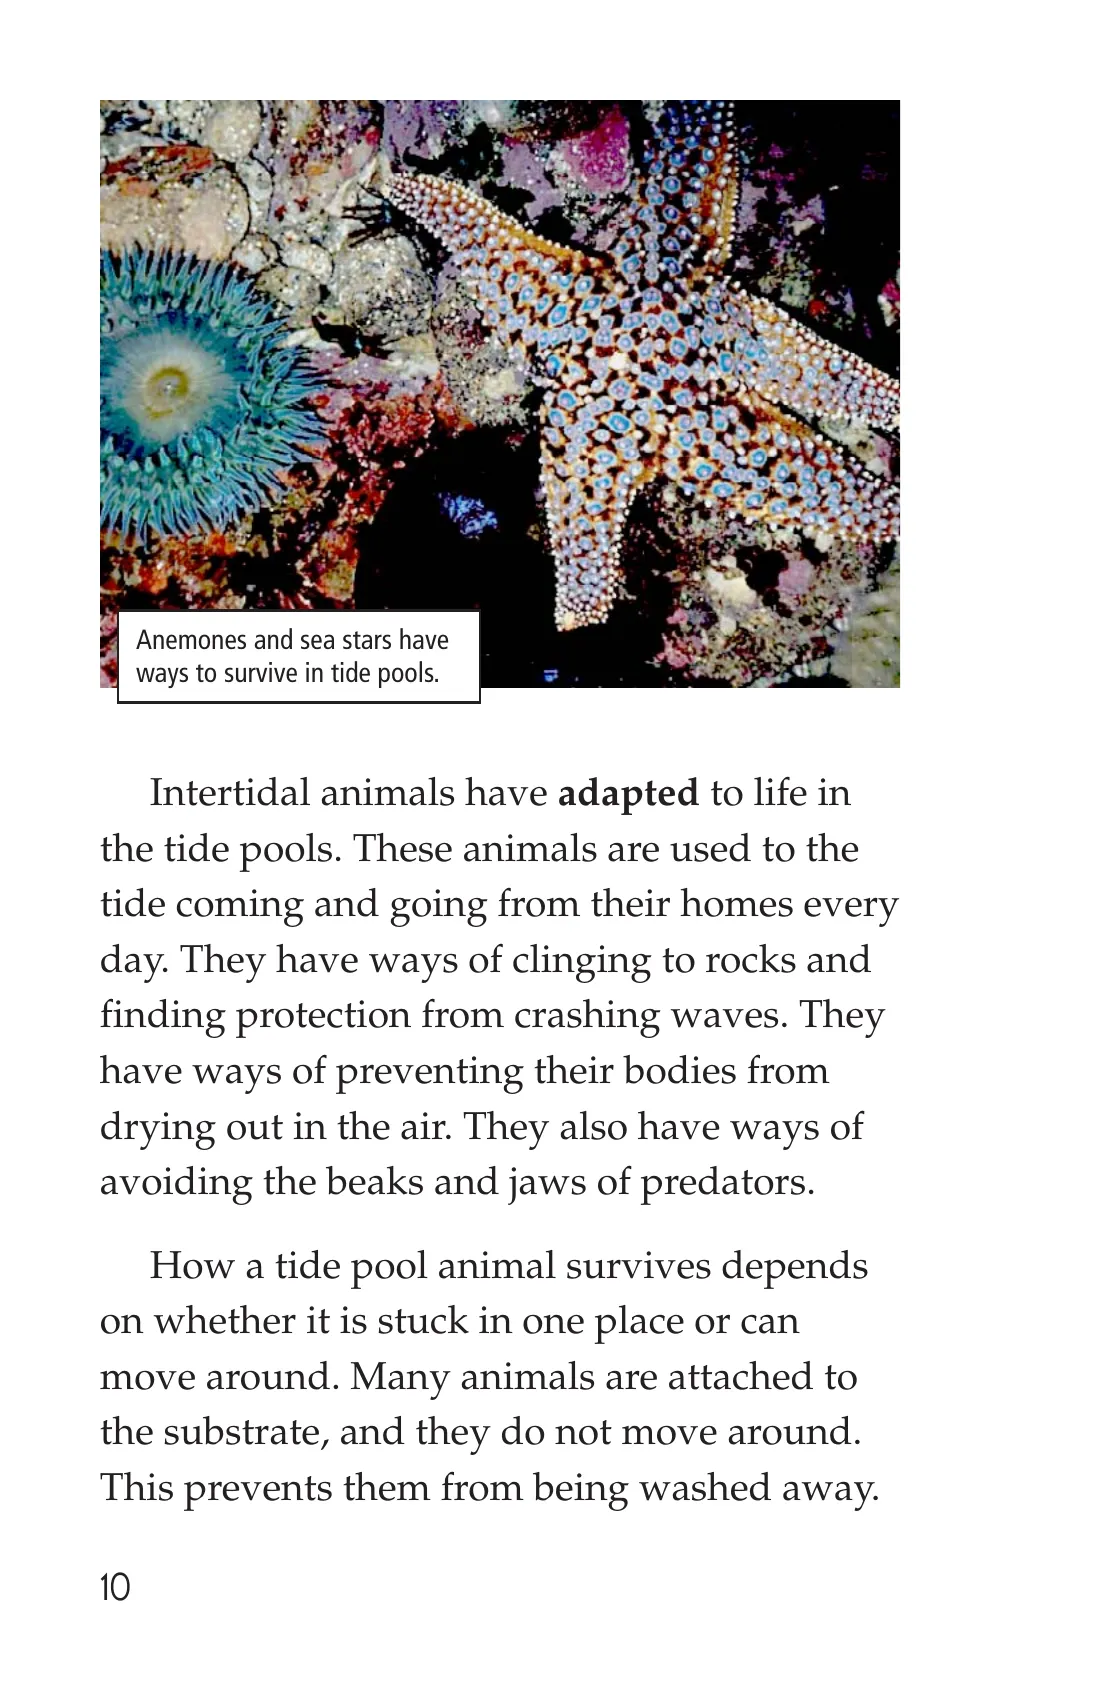 Anemones and sea stars have
ways to survive in tide pools.
Intertidal animals have adapted to life in
the tide pools. These animals are used to the
tide coming and going from their homes every
day. They have ways of clinging to rocks and
finding protection from crashing waves. They
have ways of preventing their bodies from
drying out in the air. They also have ways of
avoiding the beaks and jaws of predators.
How a tide pool animal survives depends
on whether it is stuck in one place or can
move around. Many animals are attached to
the substrate, and they do not move around.
This prevents them from being washed away.
10